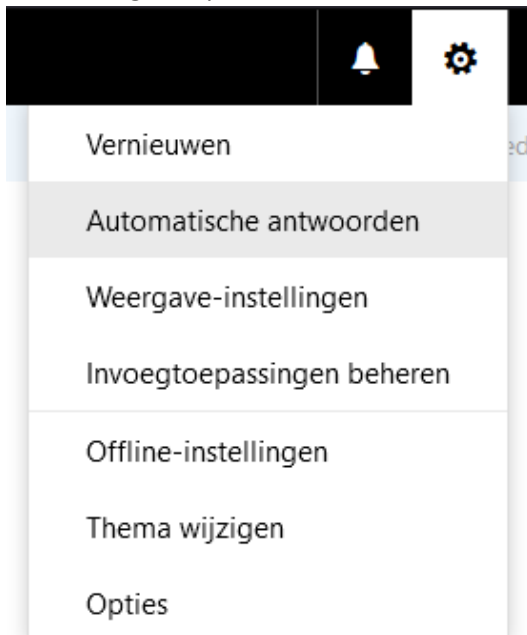 Vernieuwen
Automatische antwoorden
Weergave-instellingen
Invoegtoepassingen beheren
Offline-instellingen
Thema wijzigen
Opties